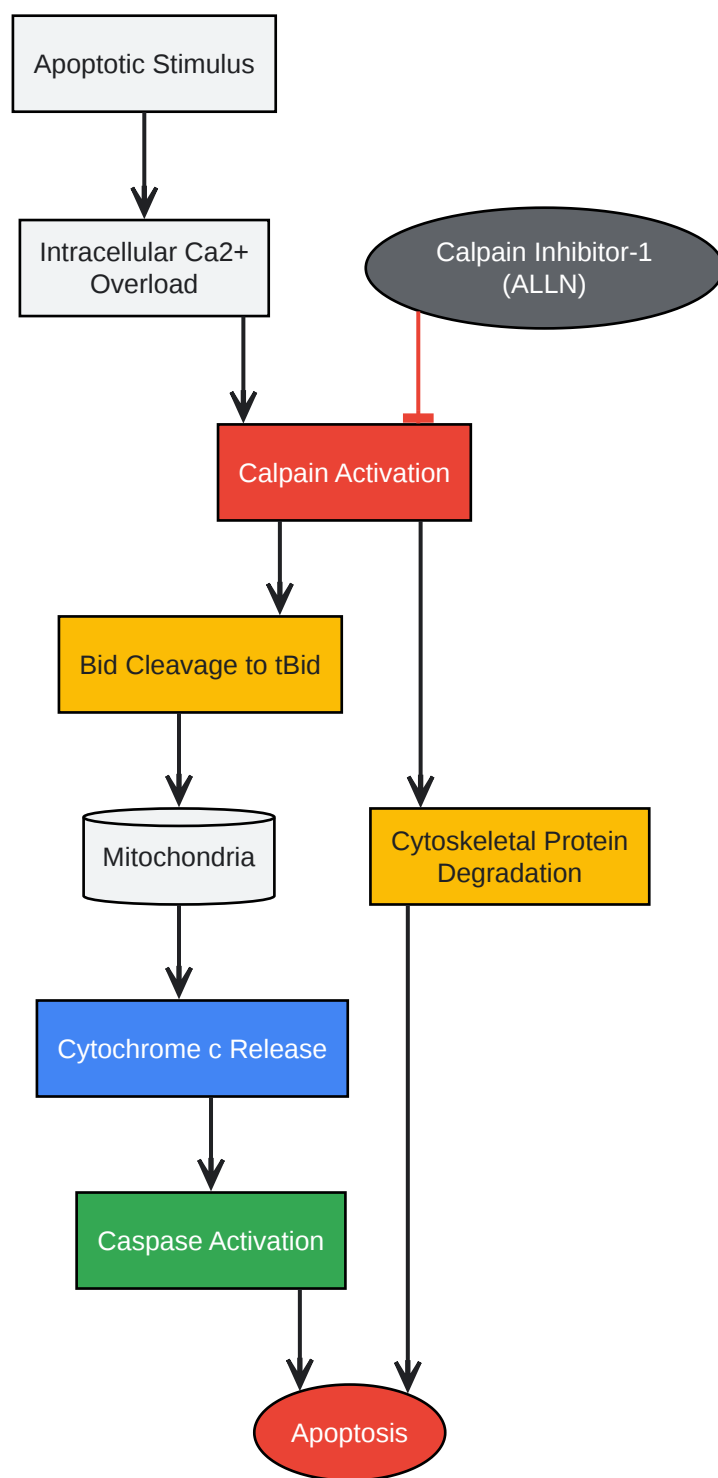 Apoptotic Stimulus
Intracellular Ca2+
Overload
Calpain Inhibitor-1
(ALLN)
Calpain Activation
Bid Cleavage to tBid
Mitochondria
Cytoskeletal Protein
Degradation
Cytochrome c Release
Caspase Activation
Apoptosis